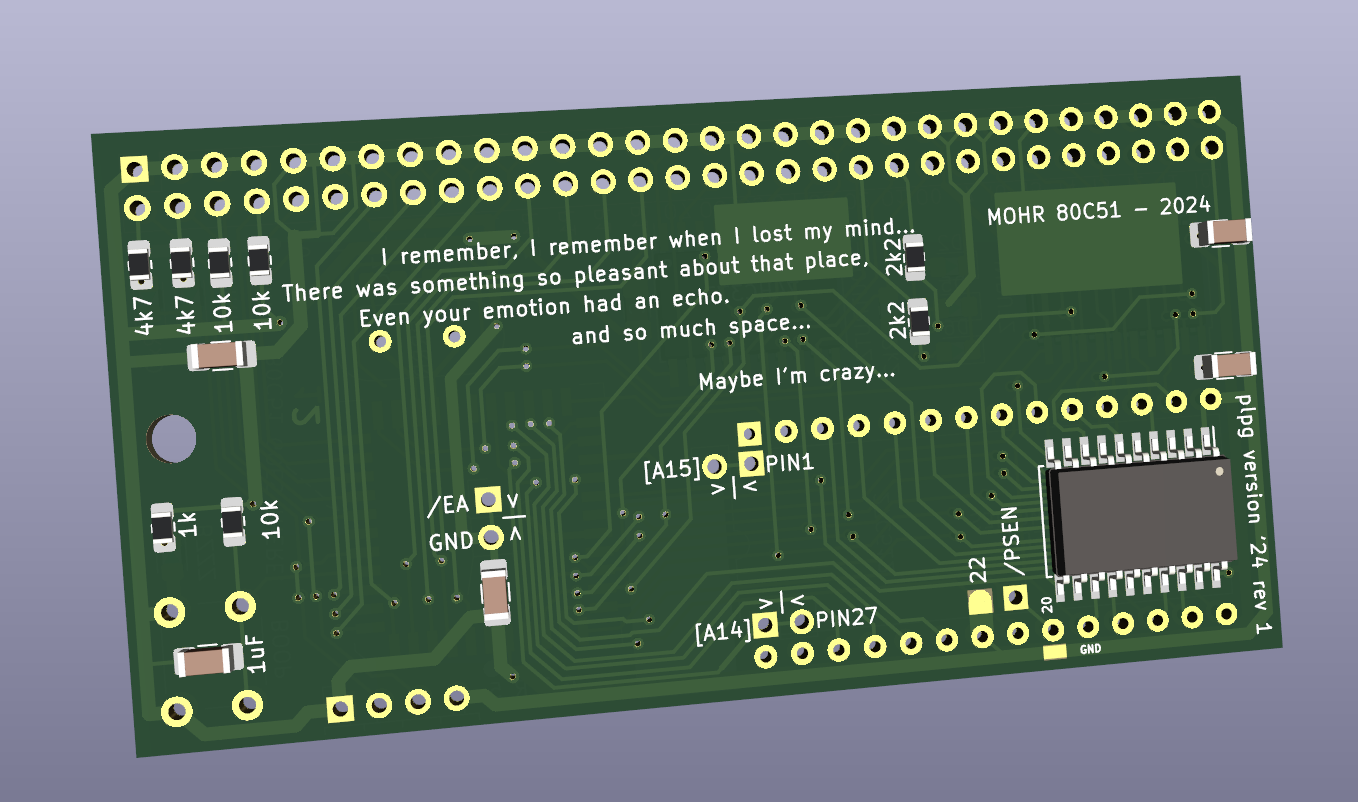 MOHR 80C51 – 2024
I remember, I remember when I lost my mind...
There was something so pleasant about that place,
Even your emotion had an echo.
and so much space...
Maybe I'm crazy...
2k2
2k2
4k7
4k7
10k
10k
1k
10k
1uF
/EA
GND
v
^
[A15]
PIN1
>|<
[A14]
PIN27
>|<
22
/PSEN
20
GND
plpg version '24 rev 1
2